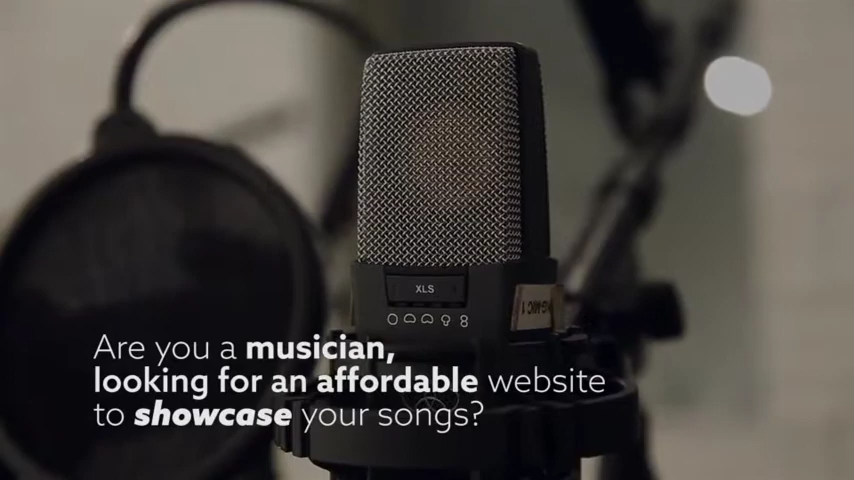 XLS
Are you a musician,
looking for an affordable website
to showcase your songs?